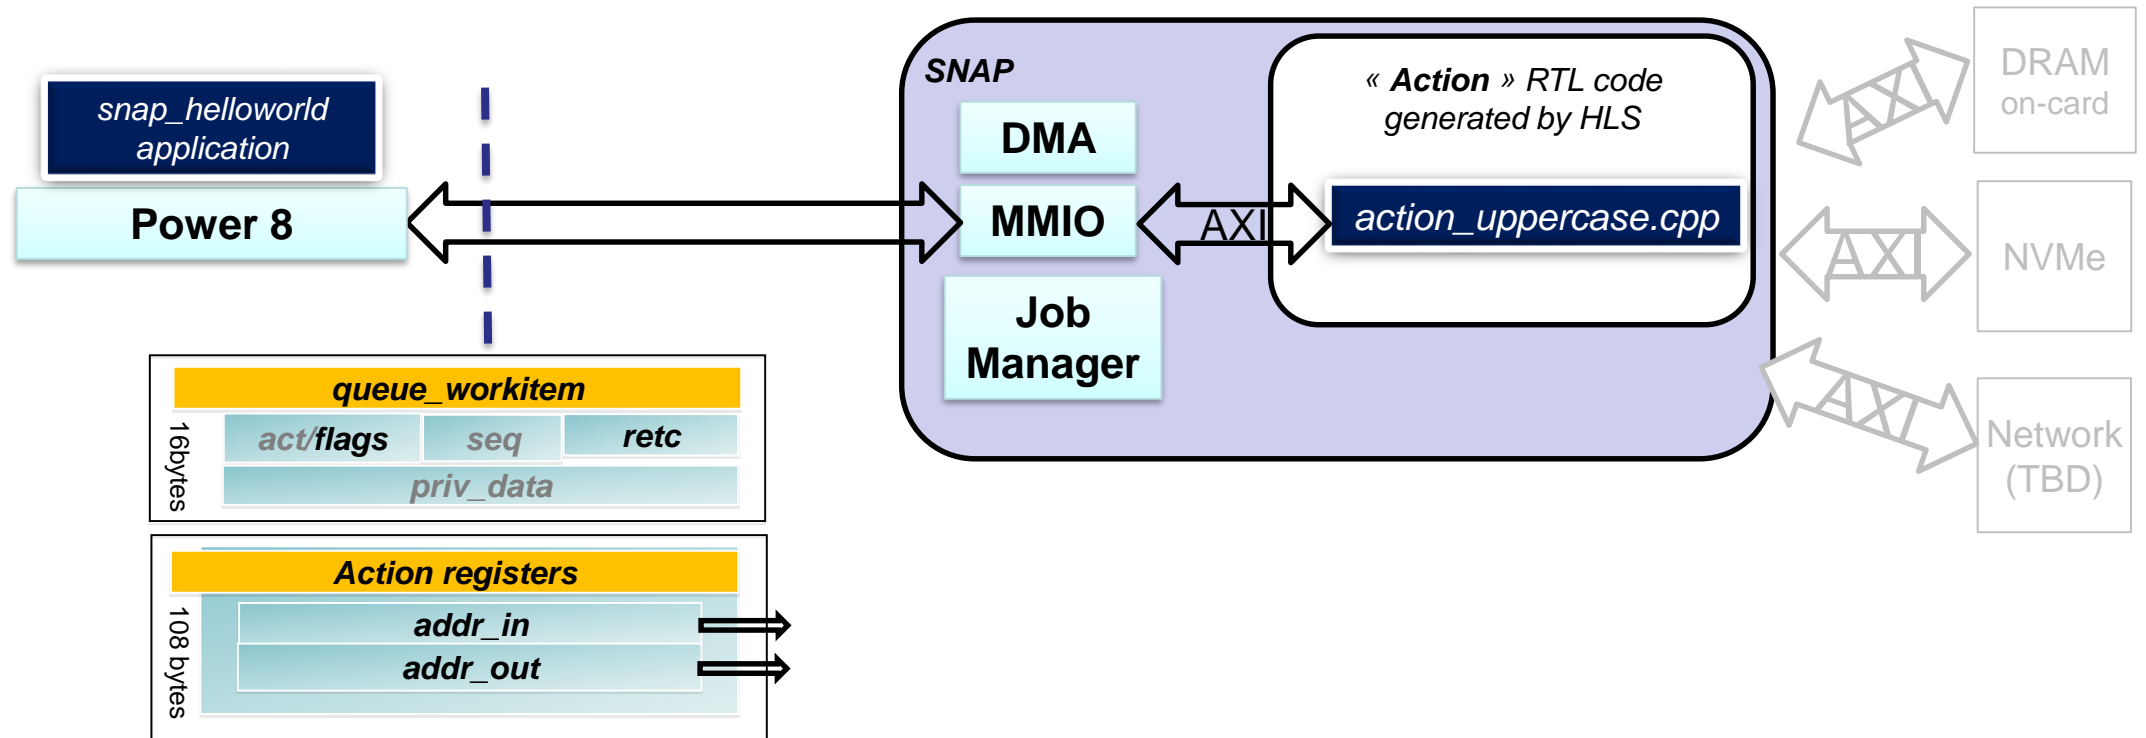 snap_helloworld
application
Power 8
SNAP
DMA
MMIO
Job
Manager
AXI
« Action » RTL code
generated by HLS
action_uppercase.cpp
AXI
DRAM
on-card
AXI
NVMe
AXI
Network
(TBD)
queue_workitem
16bytes
act/flags
seq
retc
priv_data
Action registers
108 bytes
addr_in
addr_out